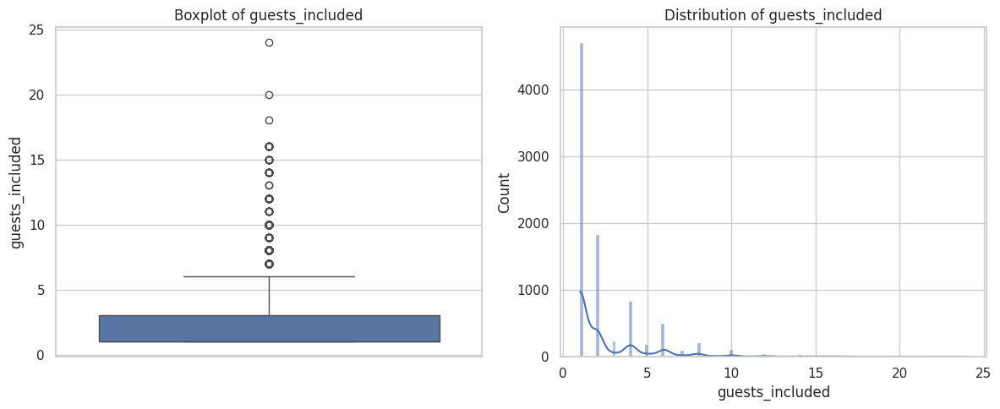 Boxplot of guests_included
25
20
15
10
5
0
guests_included
Distribution of guests_included
4000
3000
2000
1000
0
Count
0 5 10 15 20 25
guests_included